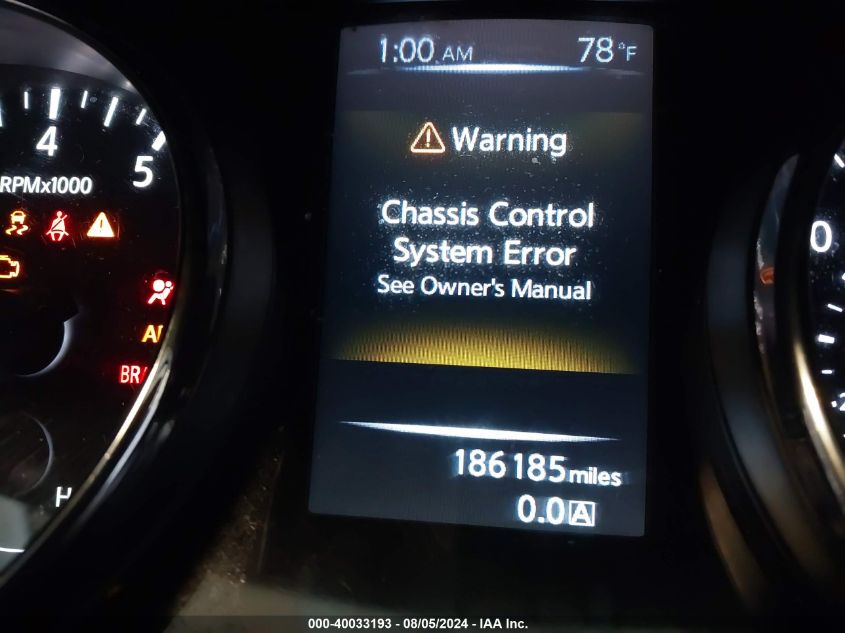 1:00 AM 78°F
Warning
4
5
RPMx1000
Chassis Control
System Error
See Owner's Manual
0
186185 miles
H
0.0 A
000-40033193 - 08/05/2024 - IAA Inc.